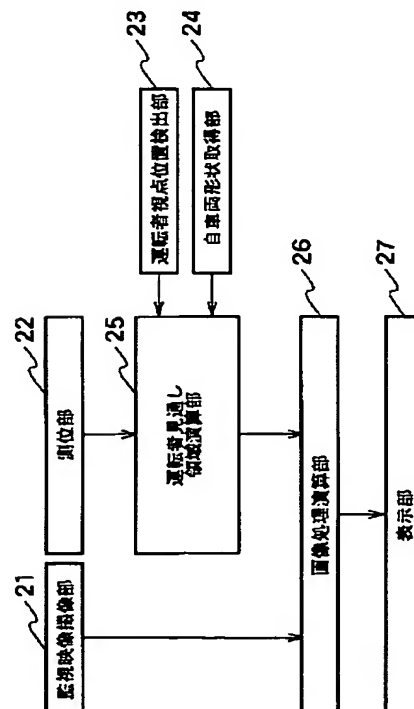 21
監視映像撮像部
22
測位部
23
運転者視点位置検出部
24
自車両形状取得部
25
運転者見通し
領域演算部
26
画像処理演算部
27
表示部